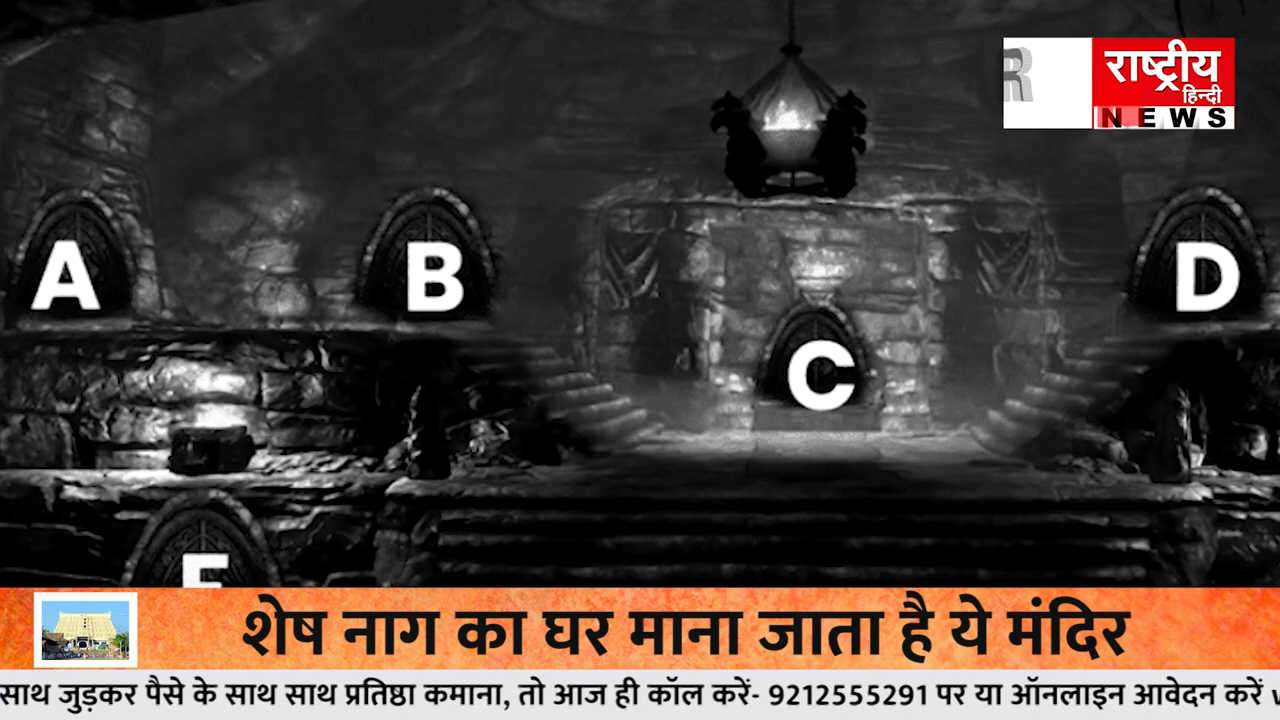 R
राष्ट्रीय
हिन्दी
NEWS
A
B
D
C
शेष नाग का घर माना जाता है ये मंदिर
साथ जुड़कर पैसे के साथ साथ प्रतिष्ठा कमाना, तो आज ही कॉल करें- 9212555291 पर या ऑनलाइन आवेदन करें